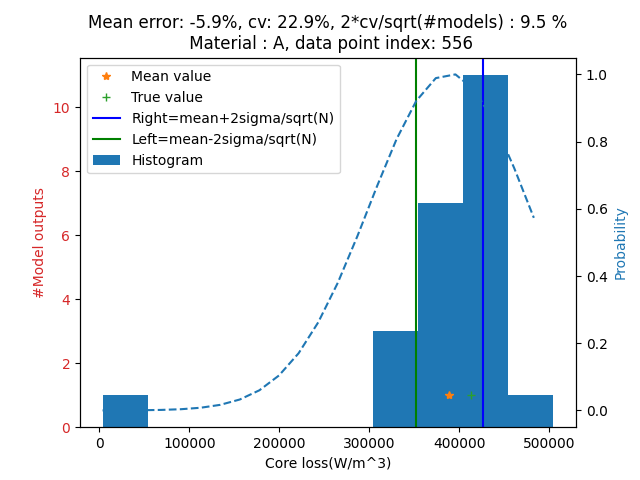 Mean error: -5.9%, cv: 22.9%, 2*cv/sqrt(#models) : 9.5 %
Material : A, data point index: 556
Mean value
True value
Right=mean+2sigma/sqrt(N)
Left=mean-2sigma/sqrt(N)
Histogram
#Model outputs
10
8
6
4
2
0
1.0
0.8
0.6
0.4
0.2
0.0
Probability
0 100000 200000 300000 400000 500000
Core loss(W/m^3)